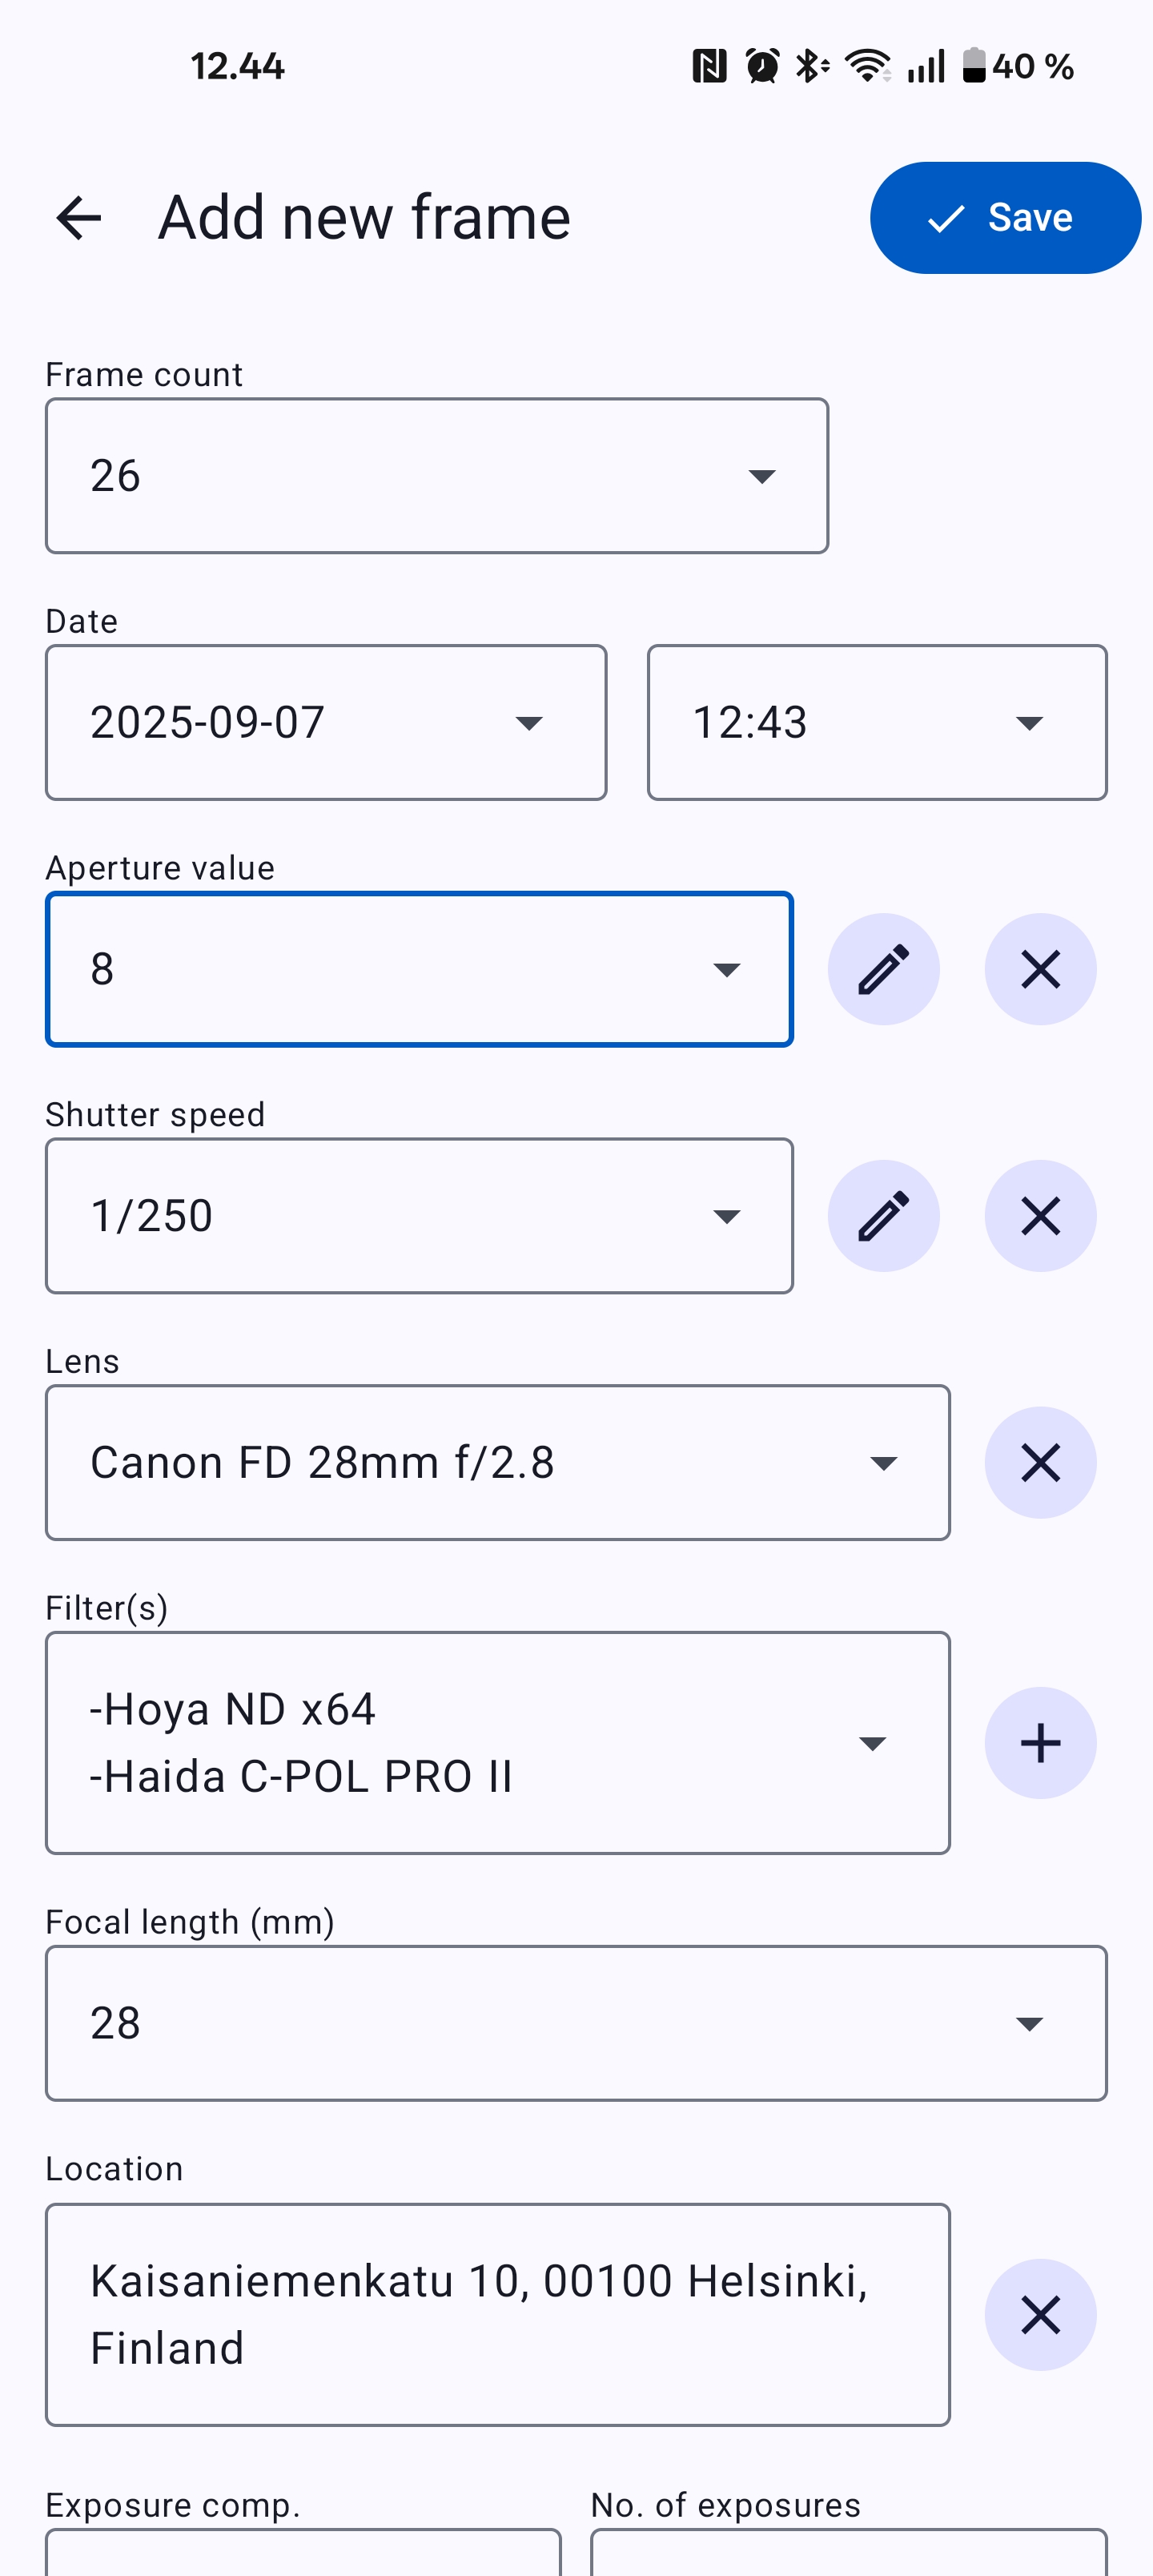 12.44
40 %
Add new frame
Save
Frame count
26
Date
2025-09-07
12:43
Aperture value
8
Shutter speed
1/250
Lens
Canon FD 28mm f/2.8
Filter(s)
-Hoya ND x64
-Haida C-POL PRO II
Focal length (mm)
28
Location
Kaisaniemenkatu 10, 00100 Helsinki,
Finland
Exposure comp.
No. of exposures